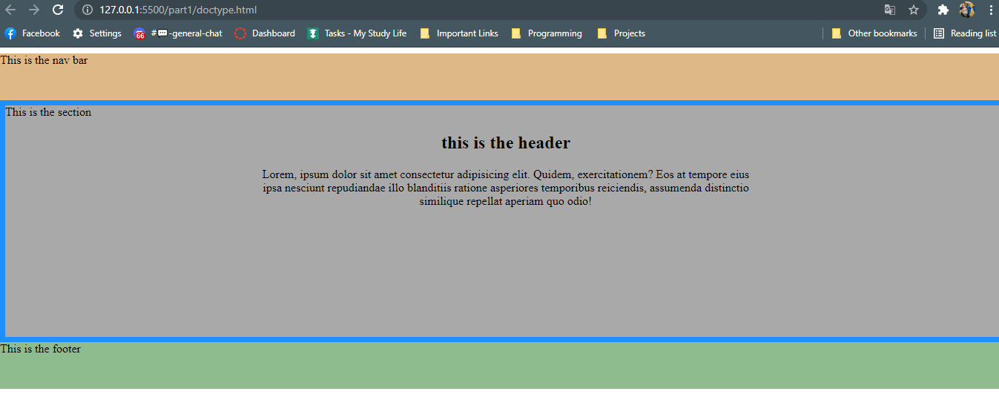 127.0.0.1:5500/part1/doctype.html
Facebook Settings 66 #💬-general-chat Dashboard Tasks - My Study Life Important Links Programming Projects Other bookmarks Reading list
This is the nav bar
This is the section
this is the header
Lorem, ipsum dolor sit amet consectetur adipisicing elit. Quidem, exercitationem? Eos at tempore eius
ipsa nesciunt repudiandae illo blanditiis ratione asperiores temporibus reiciendis, assumenda distinctio
similique repellat aperiam quo odio!
This is the footer